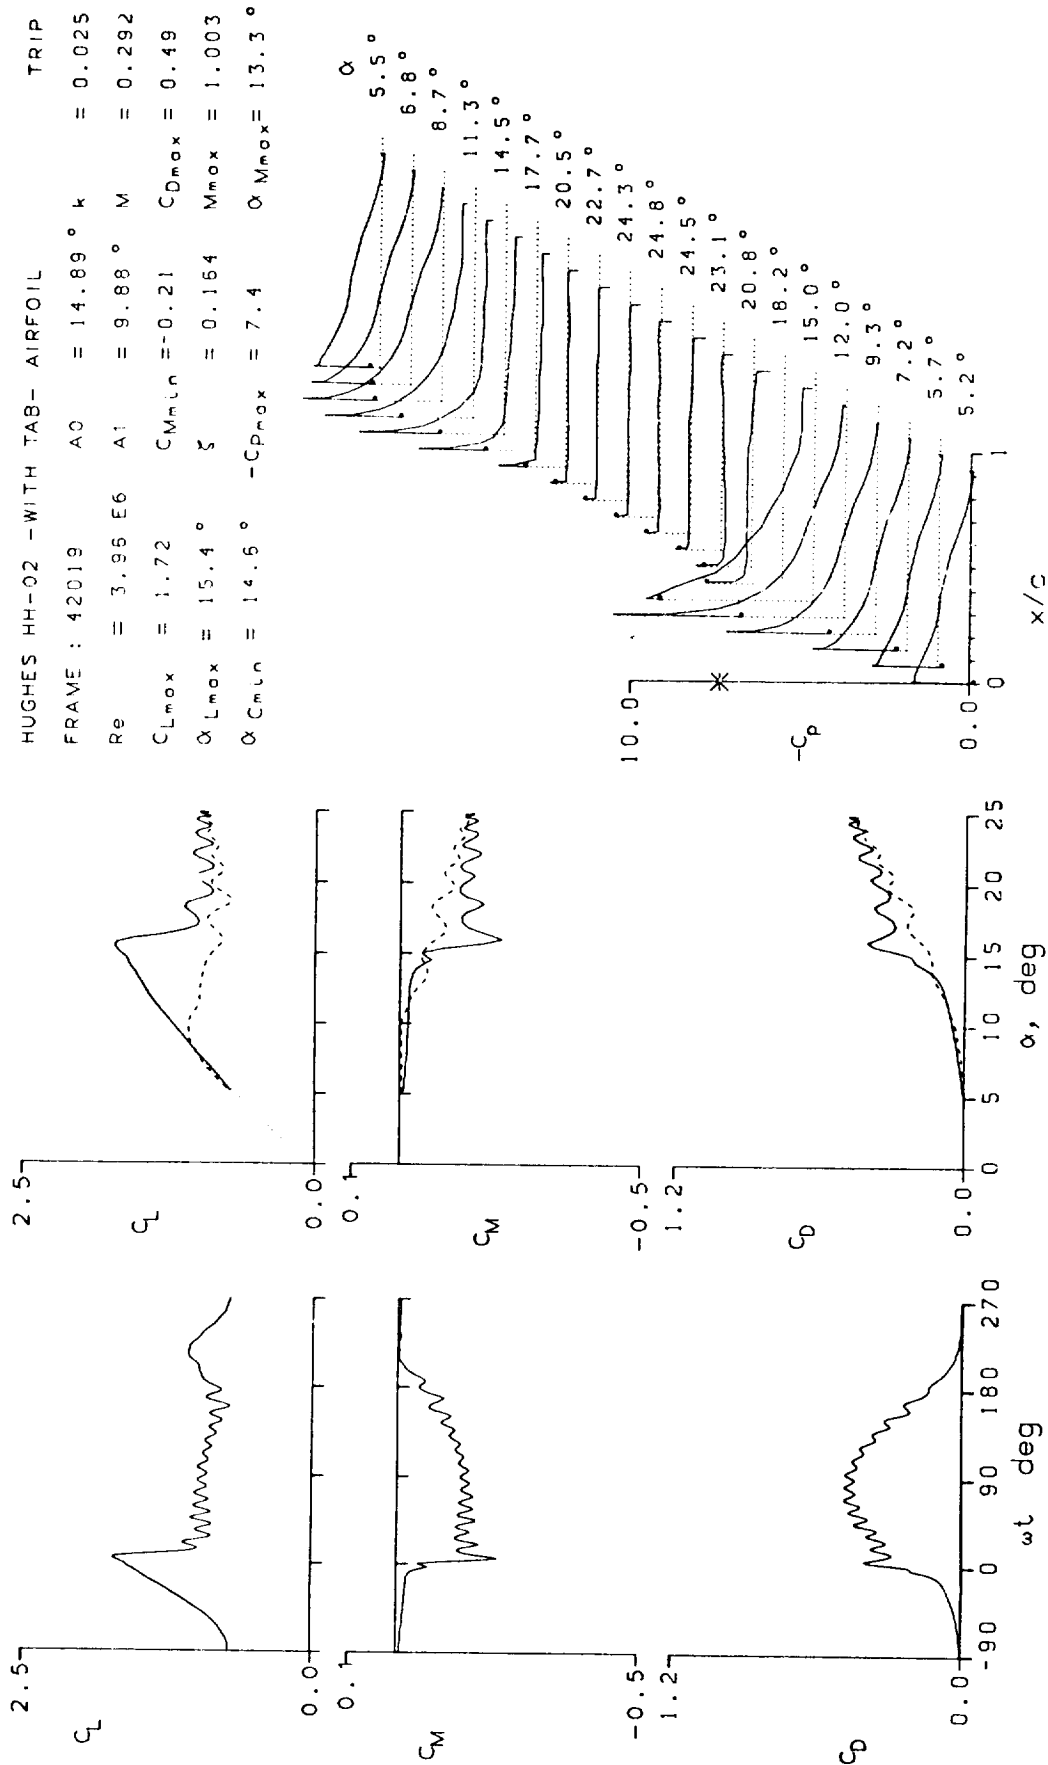 HUGHES HH-02 -WITH TAB- AIRFOIL TRIP
FRAME : 42019 A0 = 14.89° k = 0.025
Re = 3.96 E6 A1 = 9.88° M = 0.292
CLmax = 1.72 CMmin =-0.21 CDmax = 0.49
αLmax = 15.4° ζ = 0.164 Mmax = 1.003
αCmin = 14.6° -CPmax = 7.4 αMmax= 13.3°
2.5
CL
0.0
0.1
CM
-0.5
1.2
CD
0.0
-90 0 90 180 270
ωt deg
2.5
CL
0.0
0.1
CM
-0.5
1.2
CD
0.0
0 5 10 15 20 25
α, deg
α
5.5°
6.8°
8.7°
11.3°
14.5°
17.7°
20.5°
22.7°
24.3°
24.8°
24.5°
23.1°
20.8°
18.2°
15.0°
12.0°
9.3°
7.2°
5.7°
5.2°
10.0
-Cp
0.0
0 1
x/c